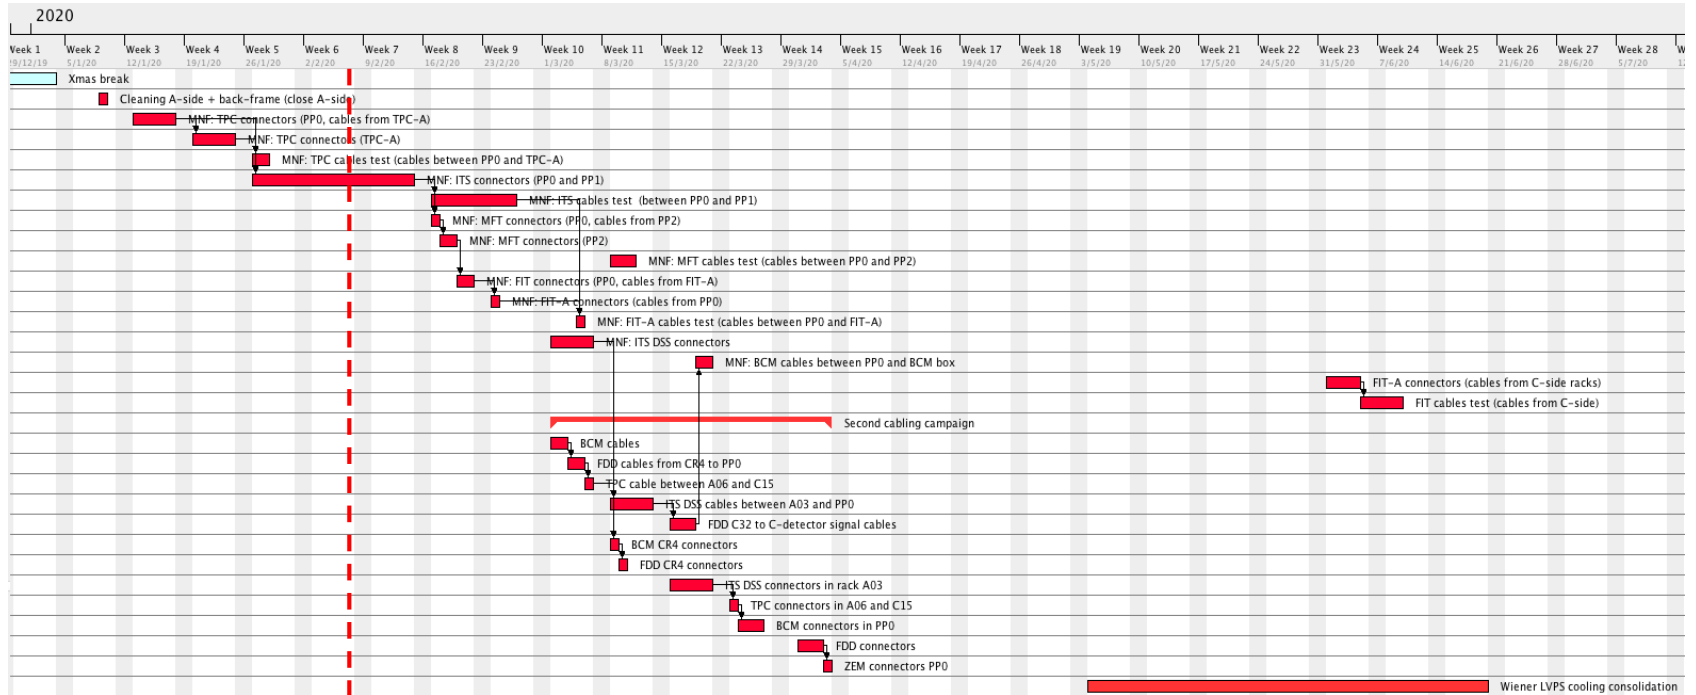 2020
Week 1 Week 2 Week 3 Week 4 Week 5 Week 6 Week 7 Week 8 Week 9 Week 10 Week 11 Week 12 Week 13 Week 14 Week 15 Week 16 Week 17 Week 18 Week 19 Week 20 Week 21 Week 22 Week 23 Week 24 Week 25 Week 26 Week 27 Week 28 W
29/12/19 5/1/20 12/1/20 19/1/20 26/1/20 2/2/20 9/2/20 16/2/20 23/2/20 1/3/20 8/3/20 15/3/20 22/3/20 29/3/20 5/4/20 12/4/20 19/4/20 26/4/20 3/5/20 10/5/20 17/5/20 24/5/20 31/5/20 7/6/20 14/6/20 21/6/20 28/6/20 5/7/20 12
Xmas break
Cleaning A-side + back-frame (close A-side)
MNF: TPC connectors (PP0, cables from TPC-A)
MNF: TPC connectors (TPC-A)
MNF: TPC cables test (cables between PP0 and TPC-A)
MNF: ITS connectors (PP0 and PP1)
MNF: ITS cables test (between PP0 and PP1)
MNF: MFT connectors (PP0, cables from PP2)
MNF: MFT connectors (PP2)
MNF: MFT cables test (cables between PP0 and PP2)
MNF: FIT connectors (PP0, cables from FIT-A)
MNF: FIT-A connectors (cables from PP0)
MNF: FIT-A cables test (cables between PP0 and FIT-A)
MNF: ITS DSS connectors
MNF: BCM cables between PP0 and BCM box
FIT-A connectors (cables from C-side racks)
FIT cables test (cables from C-side)
Second cabling campaign
BCM cables
FDD cables from CR4 to PP0
TPC cable between A06 and C15
ITS DSS cables between A03 and PP0
FDD C32 to C-detector signal cables
BCM CR4 connectors
FDD CR4 connectors
ITS DSS connectors in rack A03
TPC connectors in A06 and C15
BCM connectors in PP0
FDD connectors
ZEM connectors PP0
Wiener LVPS cooling consolidation